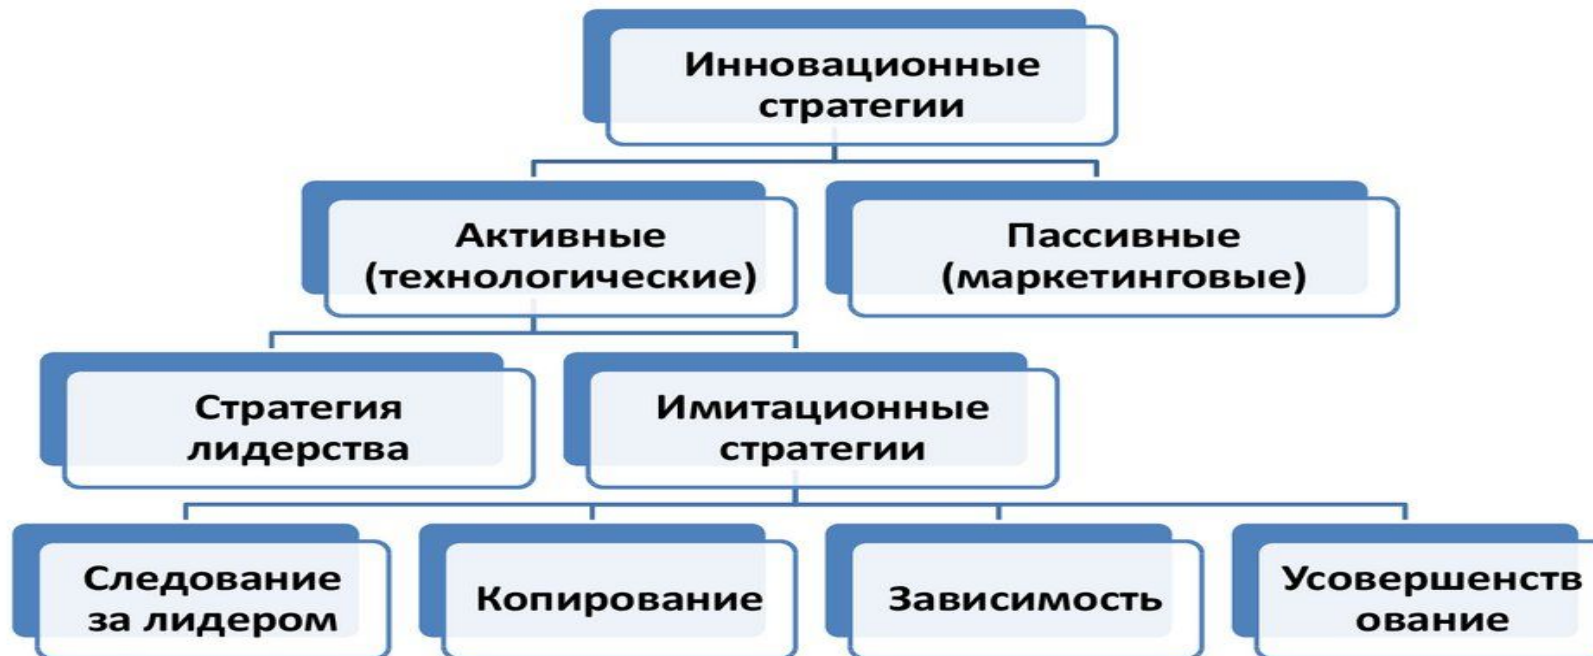 Инновационные
стратегии
Активные
(технологические)
Пассивные
(маркетинговые)
Стратегия
лидерства
Имитационные
стратегии
Следование
за лидером
Копирование
Зависимость
Усовершенств
ование